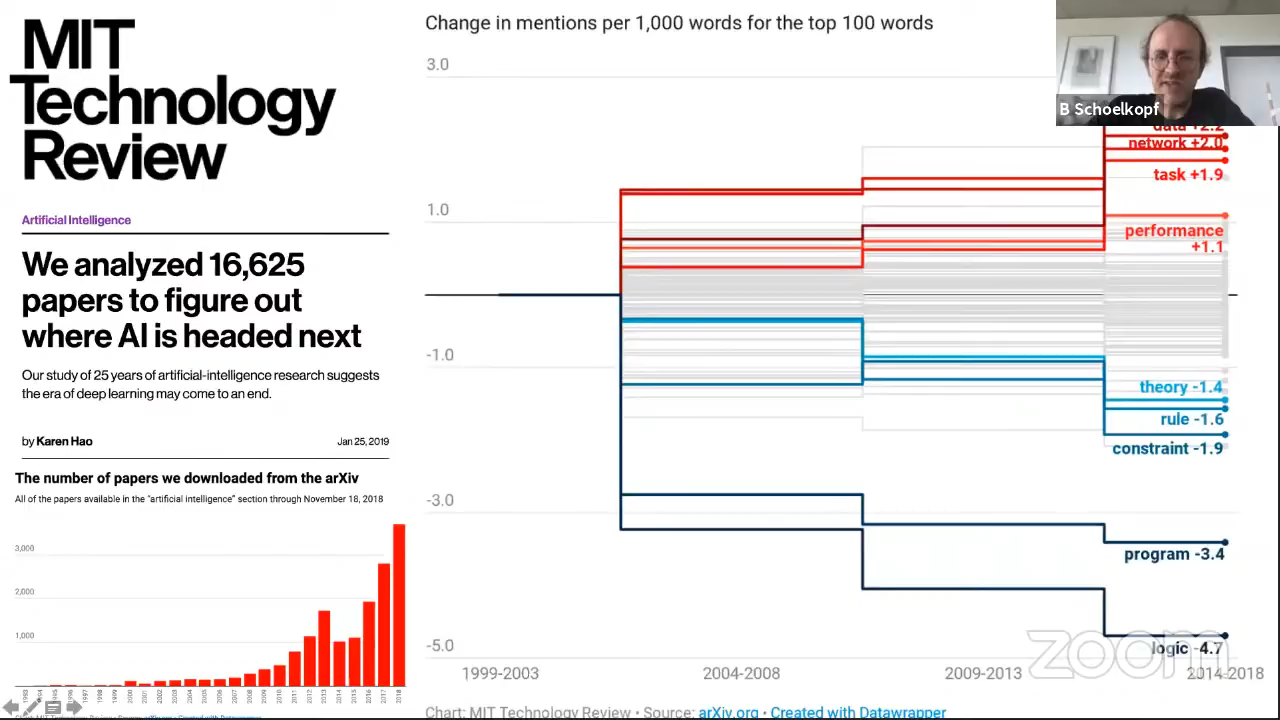 MIT
Technology
Review
Artificial Intelligence
We analyzed 16,625
papers to figure out
where AI is headed next
Our study of 25 years of artificial-intelligence research suggests
the era of deep learning may come to an end.
by Karen Hao
Jan 25, 2019
The number of papers we downloaded from the arXiv
All of the papers available in the "artificial intelligence" section through November 18, 2018
3,000
2,000
1,000
Change in mentions per 1,000 words for the top 100 words
3.0
1.0
-1.0
-3.0
-5.0
data +2.2
network +2.0
task +1.9
performance
+1.1
theory -1.4
rule -1.6
constraint -1.9
program -3.4
logic -4.7
1999-2003
2004-2008
2009-2013
2014-2018
Chart: MIT Technology Review • Source: arXiv.org • Created with Datawrapper
B Schoelkopf
zoom